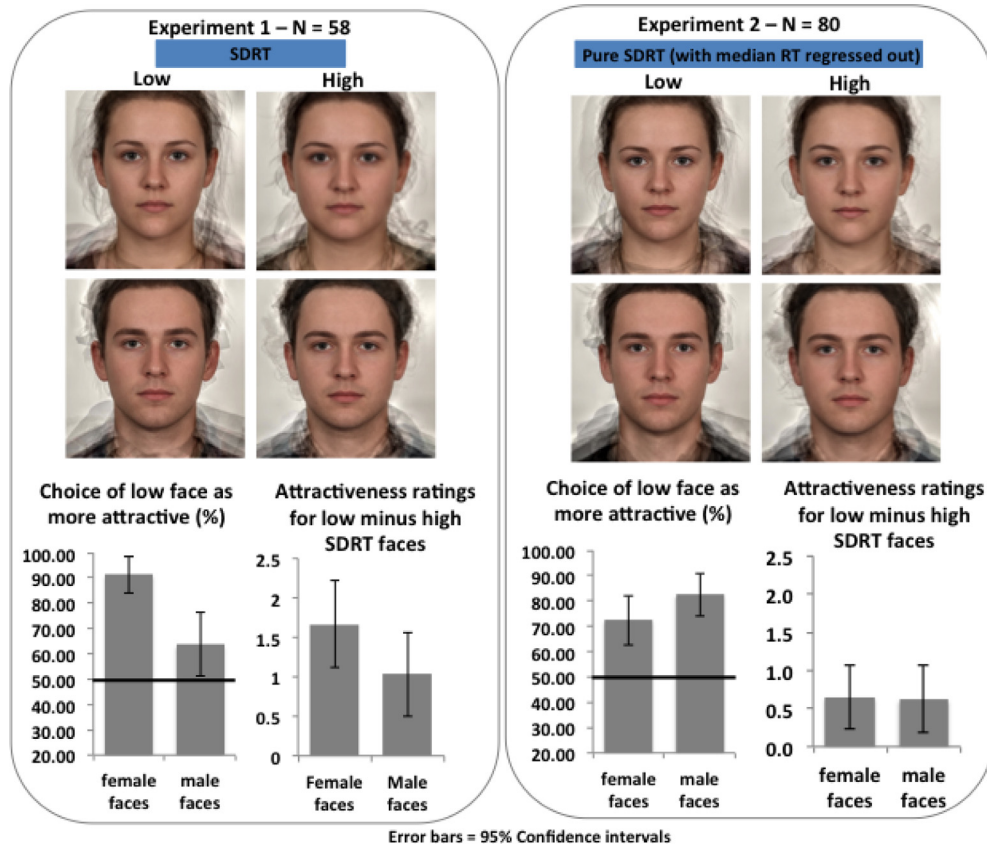 Experiment 1 – N = 58
SDRT
Low High
Choice of low face as
more attractive (%)
100.00
90.00
80.00
70.00
60.00
50.00
40.00
30.00
20.00
female
faces
male
faces
Attractiveness ratings
for low minus high
SDRT faces
2.5
2
1.5
1
0.5
0
Female
faces
Male
faces
Experiment 2 – N = 80
Pure SDRT (with median RT regressed out)
Low High
Choice of low face as
more attractive (%)
100.00
90.00
80.00
70.00
60.00
50.00
40.00
30.00
20.00
female
faces
male
faces
Attractiveness ratings
for low minus high
SDRT faces
2.5
2.0
1.5
1.0
0.5
0.0
female
faces
male
faces
Error bars = 95% Confidence intervals